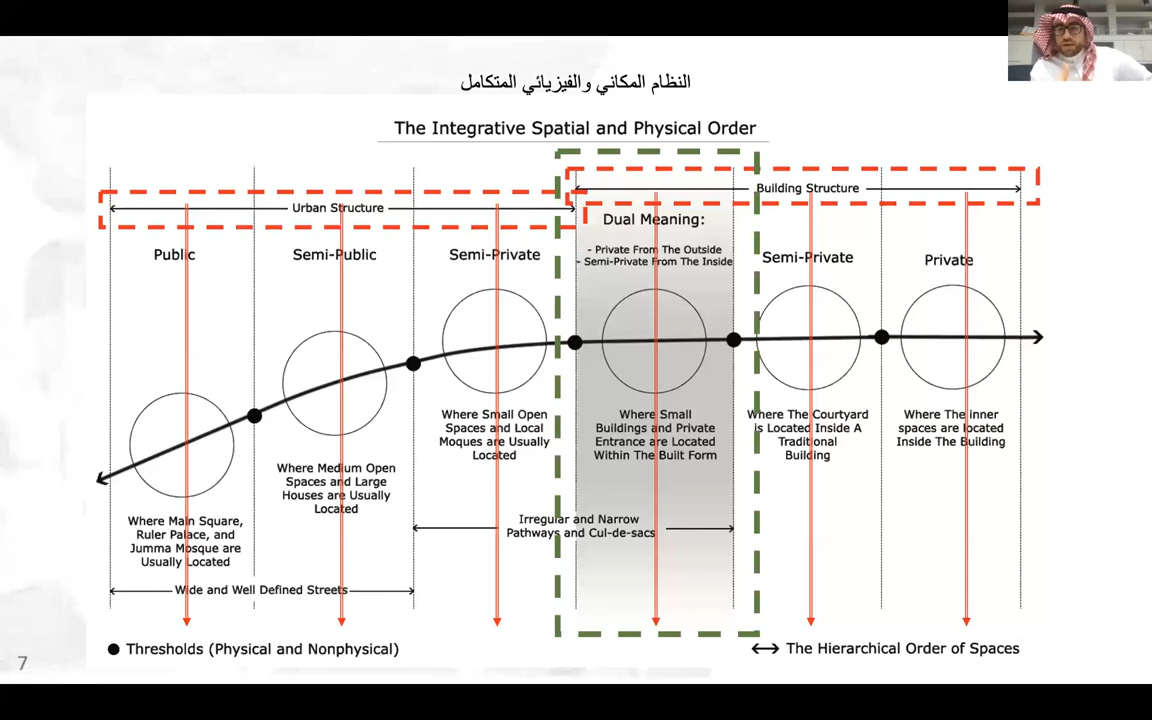 النظام المكاني والفيزيائي المتكامل
The Integrative Spatial and Physical Order
Building Structure
Urban Structure
Dual Meaning:
- Private From The Outside
- Semi-Private From The Inside
Public
Semi-Public
Semi-Private
Semi-Private
Private
Where Main Square,
Ruler Palace, and
Jumma Mosque are
Usually Located
Where Medium Open
Spaces and Large
Houses are Usually
Located
Where Small Open
Spaces and Local
Moques are Usually
Located
Where Small
Buildings and Private
Entrance are Located
Within The Built Form
Where The Courtyard
is Located Inside A
Traditional
Building
Where The inner
spaces are located
Inside The Building
Irregular and Narrow
Pathways and Cul-de-sacs
Wide and Well Defined Streets
Thresholds (Physical and Nonphysical)
The Hierarchical Order of Spaces
7